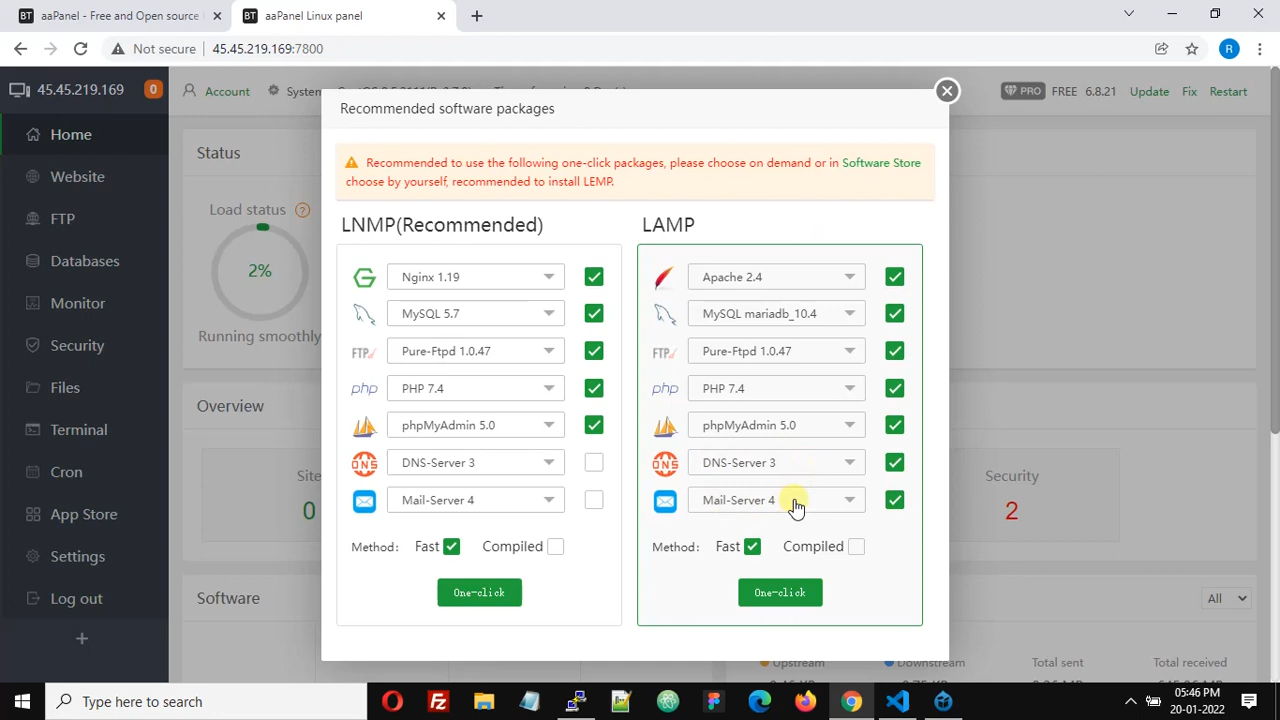 BT aaPanel - Free and Open source
BT aaPanel Linux panel
Not secure 45.45.219.169:7800
R
45.45.219.169 0
Account
System
PRO FREE 6.8.21 Update Fix Restart
Recommended software packages
Home
Website
FTP
Databases
Monitor
Security
Files
Terminal
Cron
App Store
Settings
Log out
Status
Load status ?
2%
Running smoothly
Overview
Site
0
Security
2
Software
All
Upstream
Downstream
Total sent
Total received
Recommended to use the following one-click packages, please choose on demand or in Software Store
choose by yourself, recommended to install LEMP.
LNMP(Recommended)
Nginx 1.19
MySQL 5.7
FTP Pure-Ftpd 1.0.47
php PHP 7.4
phpMyAdmin 5.0
DNS DNS-Server 3
Mail-Server 4
Method: Fast Compiled
One-click
LAMP
Apache 2.4
MySQL mariadb_10.4
FTP Pure-Ftpd 1.0.47
php PHP 7.4
phpMyAdmin 5.0
DNS DNS-Server 3
Mail-Server 4
Method: Fast Compiled
One-click
Type here to search
05:46 PM
20-01-2022